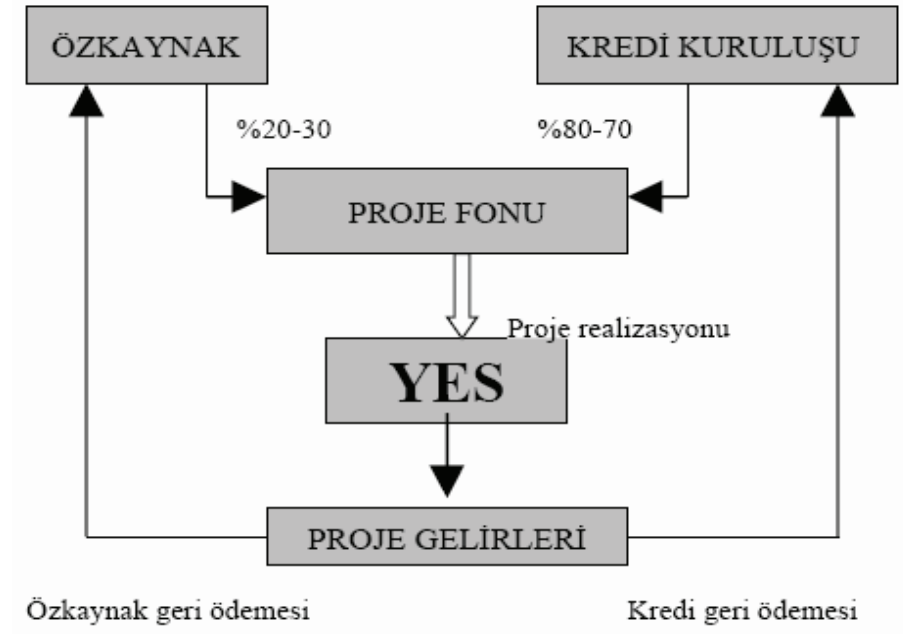 ÖZKAYNAK
KREDİ KURULUŞU
%20-30
%80-70
PROJE FONU
Proje realizasyonu
YES
PROJE GELİRLERİ
Özkaynak geri ödemesi
Kredi geri ödemesi